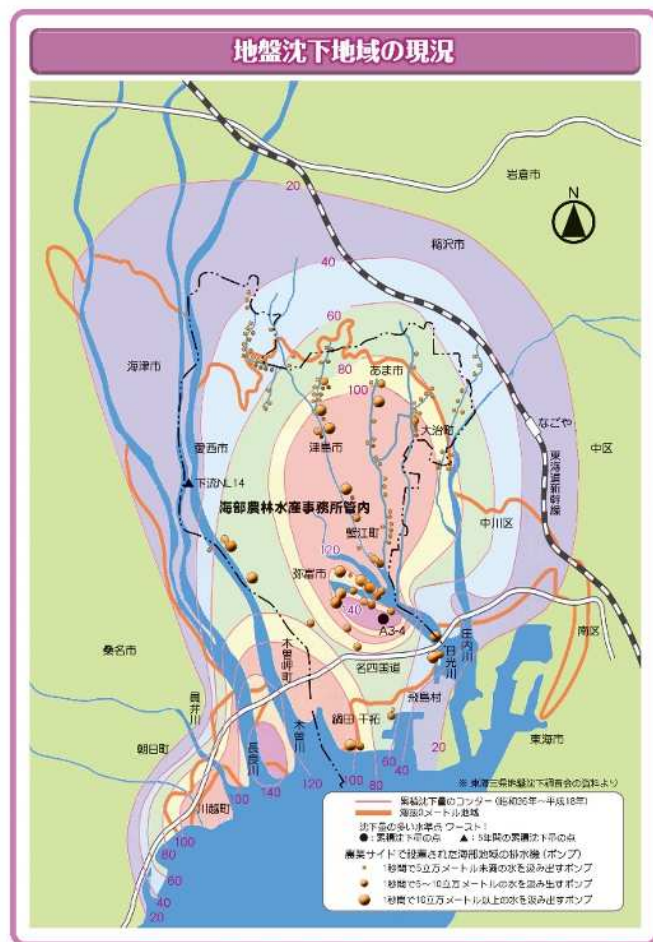 地盤沈下地域の現況
20
岩倉市
N
稲沢市
40
60
海津市
80
あま市
100
なごや
大治町
中区
愛西市
津島市
東海道新幹線
下流NL14
海部農林水産事務所管内
中川区
蟹江町
120
弥富市
140
A3-4
桑名市
木曽岬町
名四国道
日光川
庄内川
南区
員弁川
飛島村
鍋田 干拓
朝日町
長良川
木曽川
東海市
川越町
100
140
120
100
80
60
40
20
※ 東海三県地盤沈下調査会の資料より
累積沈下量のコンター(昭和36年〜平成18年)
海抜0メートル地域
沈下量の多い水準点 ワースト1
●:累積沈下帯の点 ▲:5年間の累積沈下帯の点
農業サイドで設置された海部地域の排水機(ポンプ)
1秒間で5立方メートル未満の水を汲み出すポンプ
1秒間で5〜10立方メートルの水を汲み出すポンプ
1秒間で10立方メートル以上の水を汲み出すポンプ
100
80
60
40
20